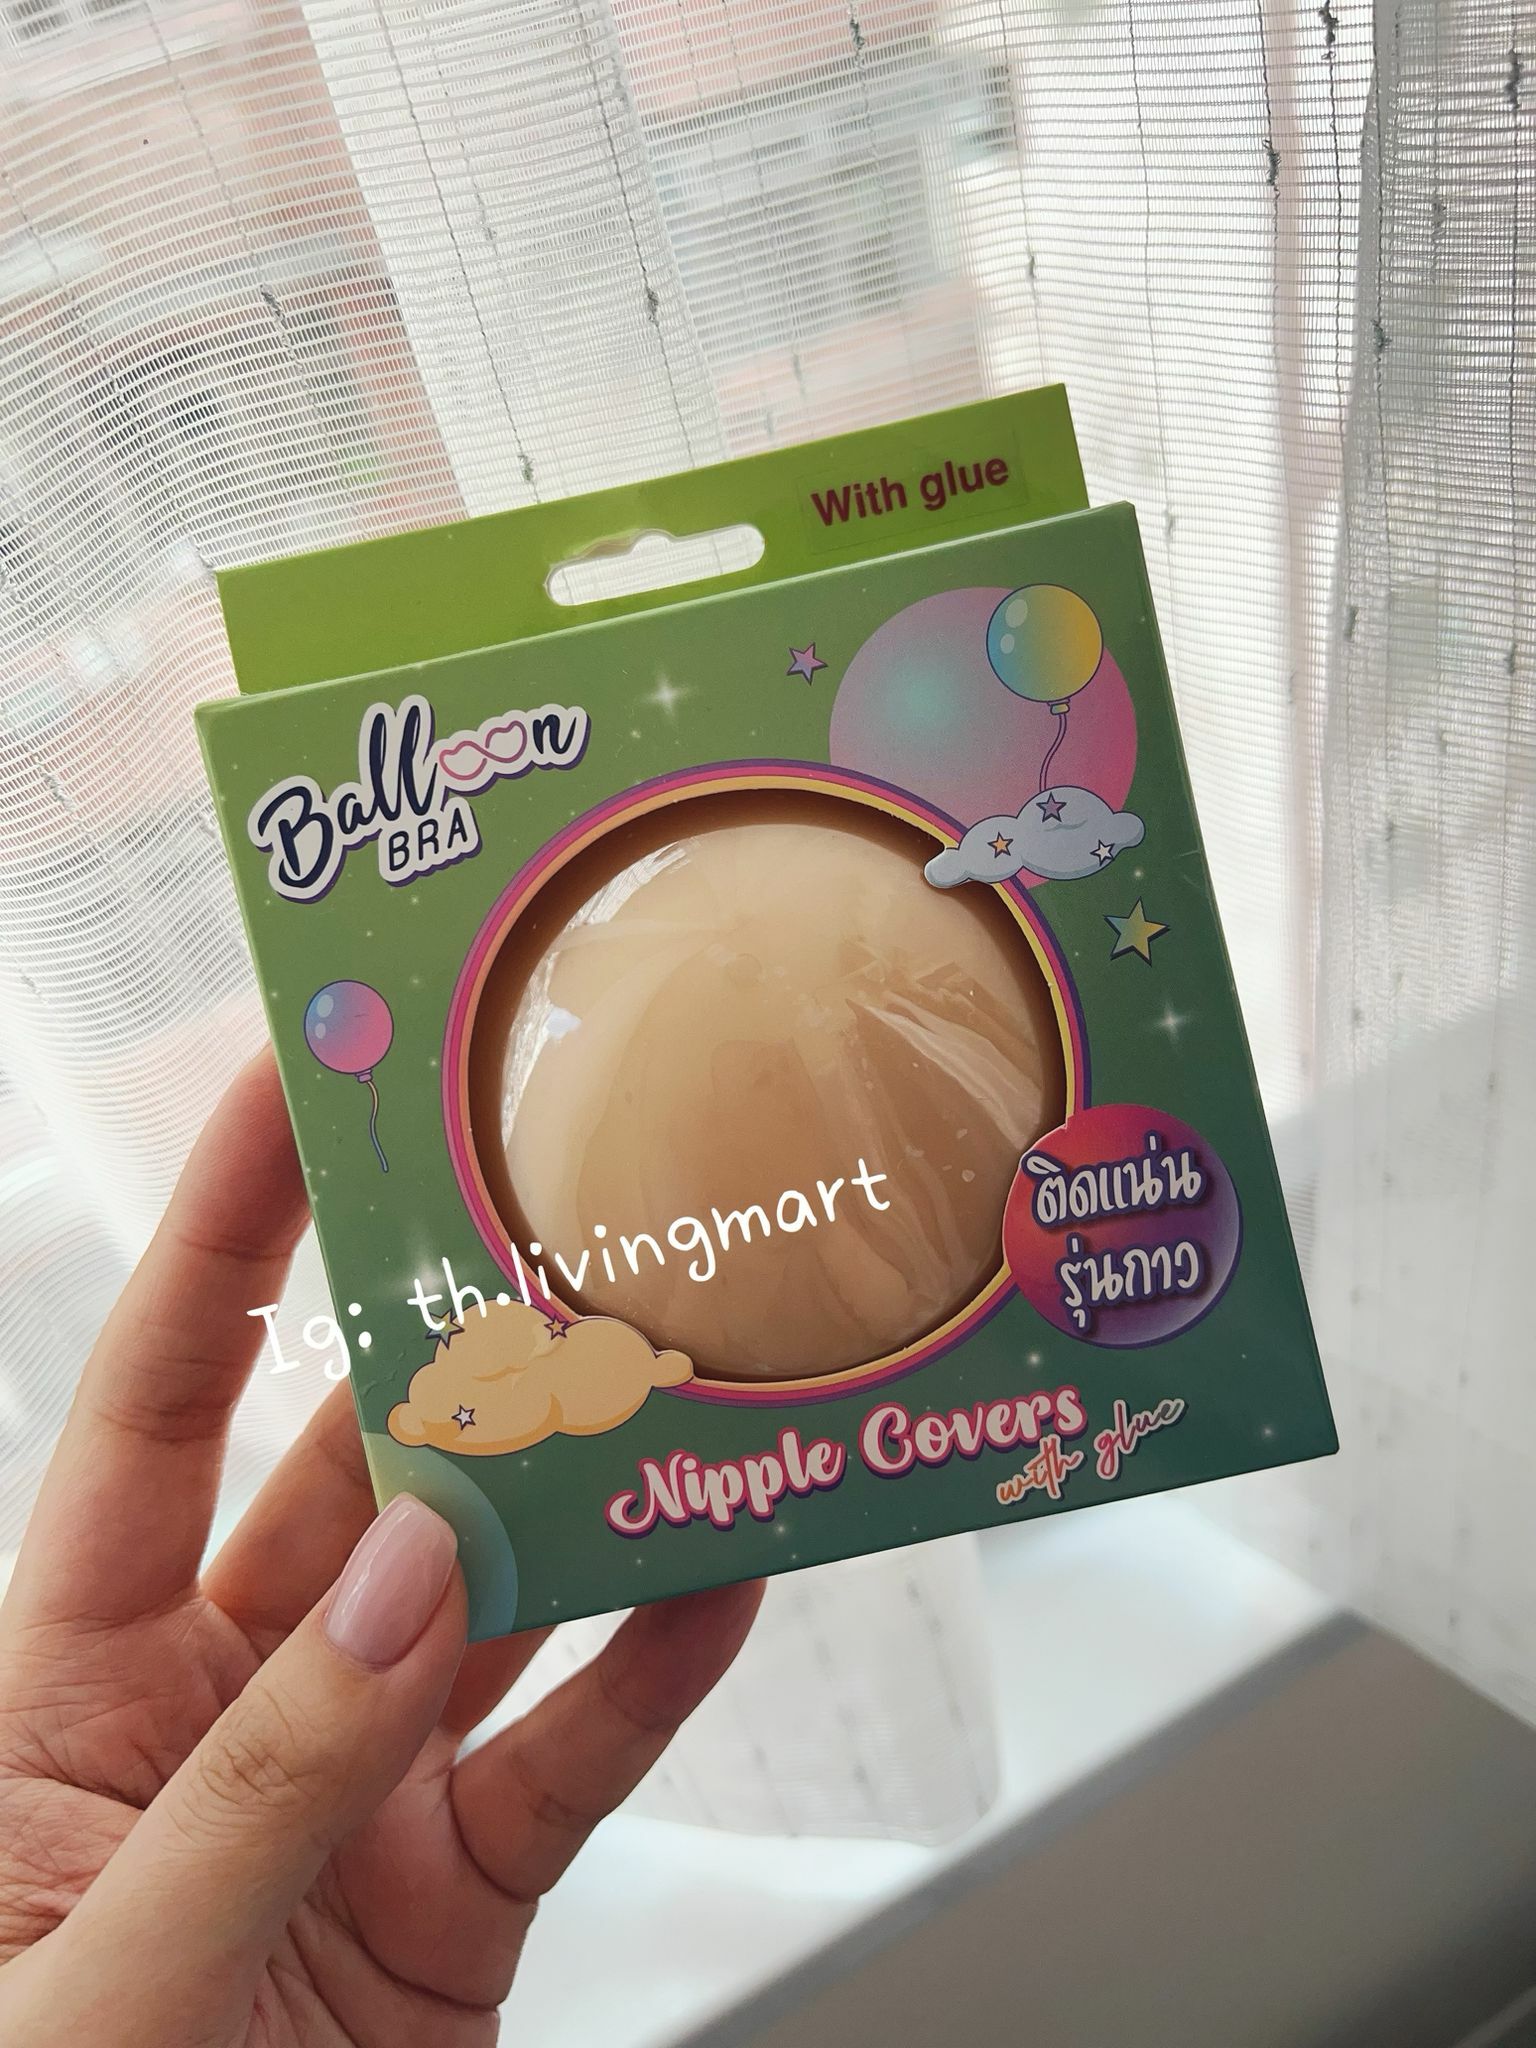 With glue
Balloon
BRA
ติดแน่น
รุ่นกาว
Ig: th.livingmart
Nipple Covers
with glue